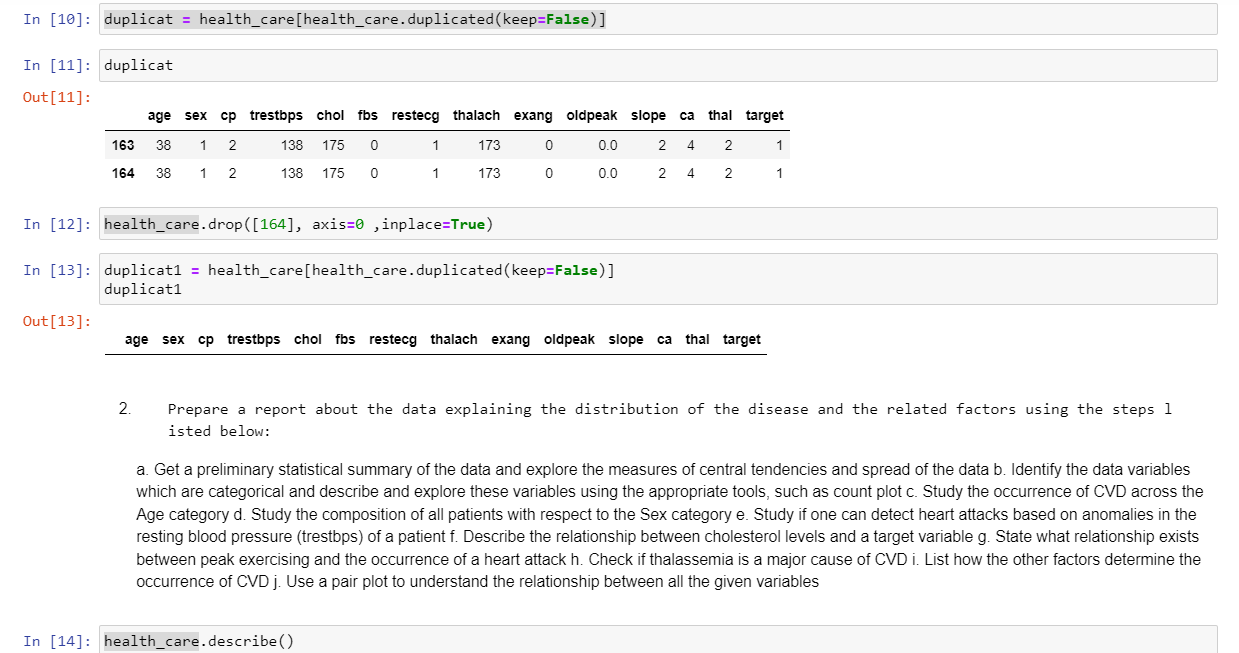 In [10]: duplicat = health_care[health_care.duplicated(keep=False)]
In [11]: duplicat
Out[11]:
age sex cp trestbps chol fbs restecg thalach exang oldpeak slope ca thal target
163 38 1 2 138 175 0 1 173 0 0.0 2 4 2 1
164 38 1 2 138 175 0 1 173 0 0.0 2 4 2 1
In [12]: health_care.drop([164], axis=0 ,inplace=True)
In [13]: duplicat1 = health_care[health_care.duplicated(keep=False)]
duplicat1
Out[13]:
age sex cp trestbps chol fbs restecg thalach exang oldpeak slope ca thal target
2. Prepare a report about the data explaining the distribution of the disease and the related factors using the steps l
isted below:
a. Get a preliminary statistical summary of the data and explore the measures of central tendencies and spread of the data b. Identify the data variables
which are categorical and describe and explore these variables using the appropriate tools, such as count plot c. Study the occurrence of CVD across the
Age category d. Study the composition of all patients with respect to the Sex category e. Study if one can detect heart attacks based on anomalies in the
resting blood pressure (trestbps) of a patient f. Describe the relationship between cholesterol levels and a target variable g. State what relationship exists
between peak exercising and the occurrence of a heart attack h. Check if thalassemia is a major cause of CVD i. List how the other factors determine the
occurrence of CVD j. Use a pair plot to understand the relationship between all the given variables
In [14]: health_care.describe()